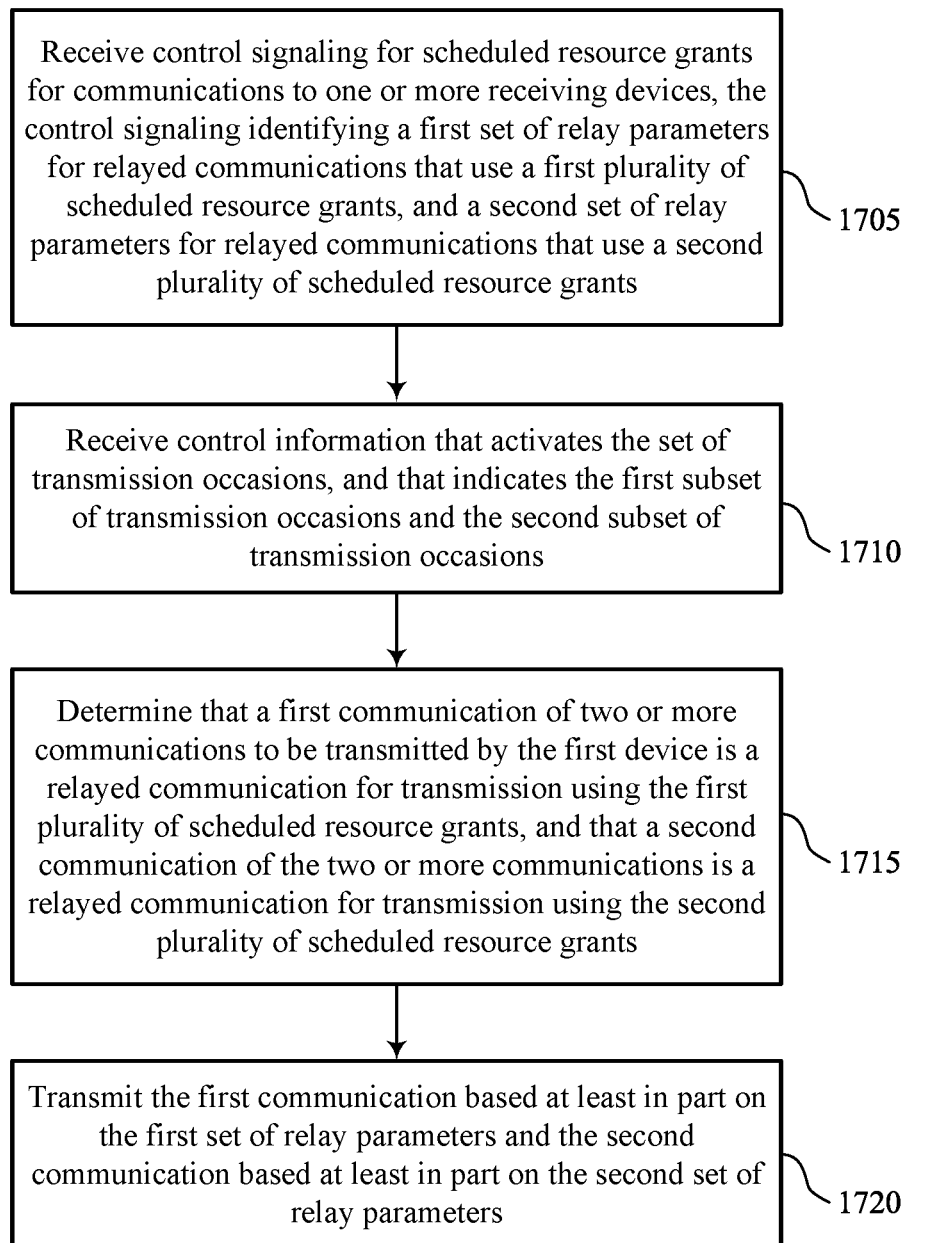 Receive control signaling for scheduled resource grants
for communications to one or more receiving devices, the
control signaling identifying a first set of relay parameters
for relayed communications that use a first plurality of
scheduled resource grants, and a second set of relay
parameters for relayed communications that use a second
plurality of scheduled resource grants
1705
Receive control information that activates the set of
transmission occasions, and that indicates the first subset
of transmission occasions and the second subset of
transmission occasions
1710
Determine that a first communication of two or more
communications to be transmitted by the first device is a
relayed communication for transmission using the first
plurality of scheduled resource grants, and that a second
communication of the two or more communications is a
relayed communication for transmission using the second
plurality of scheduled resource grants
1715
Transmit the first communication based at least in part on
the first set of relay parameters and the second
communication based at least in part on the second set of
relay parameters
1720